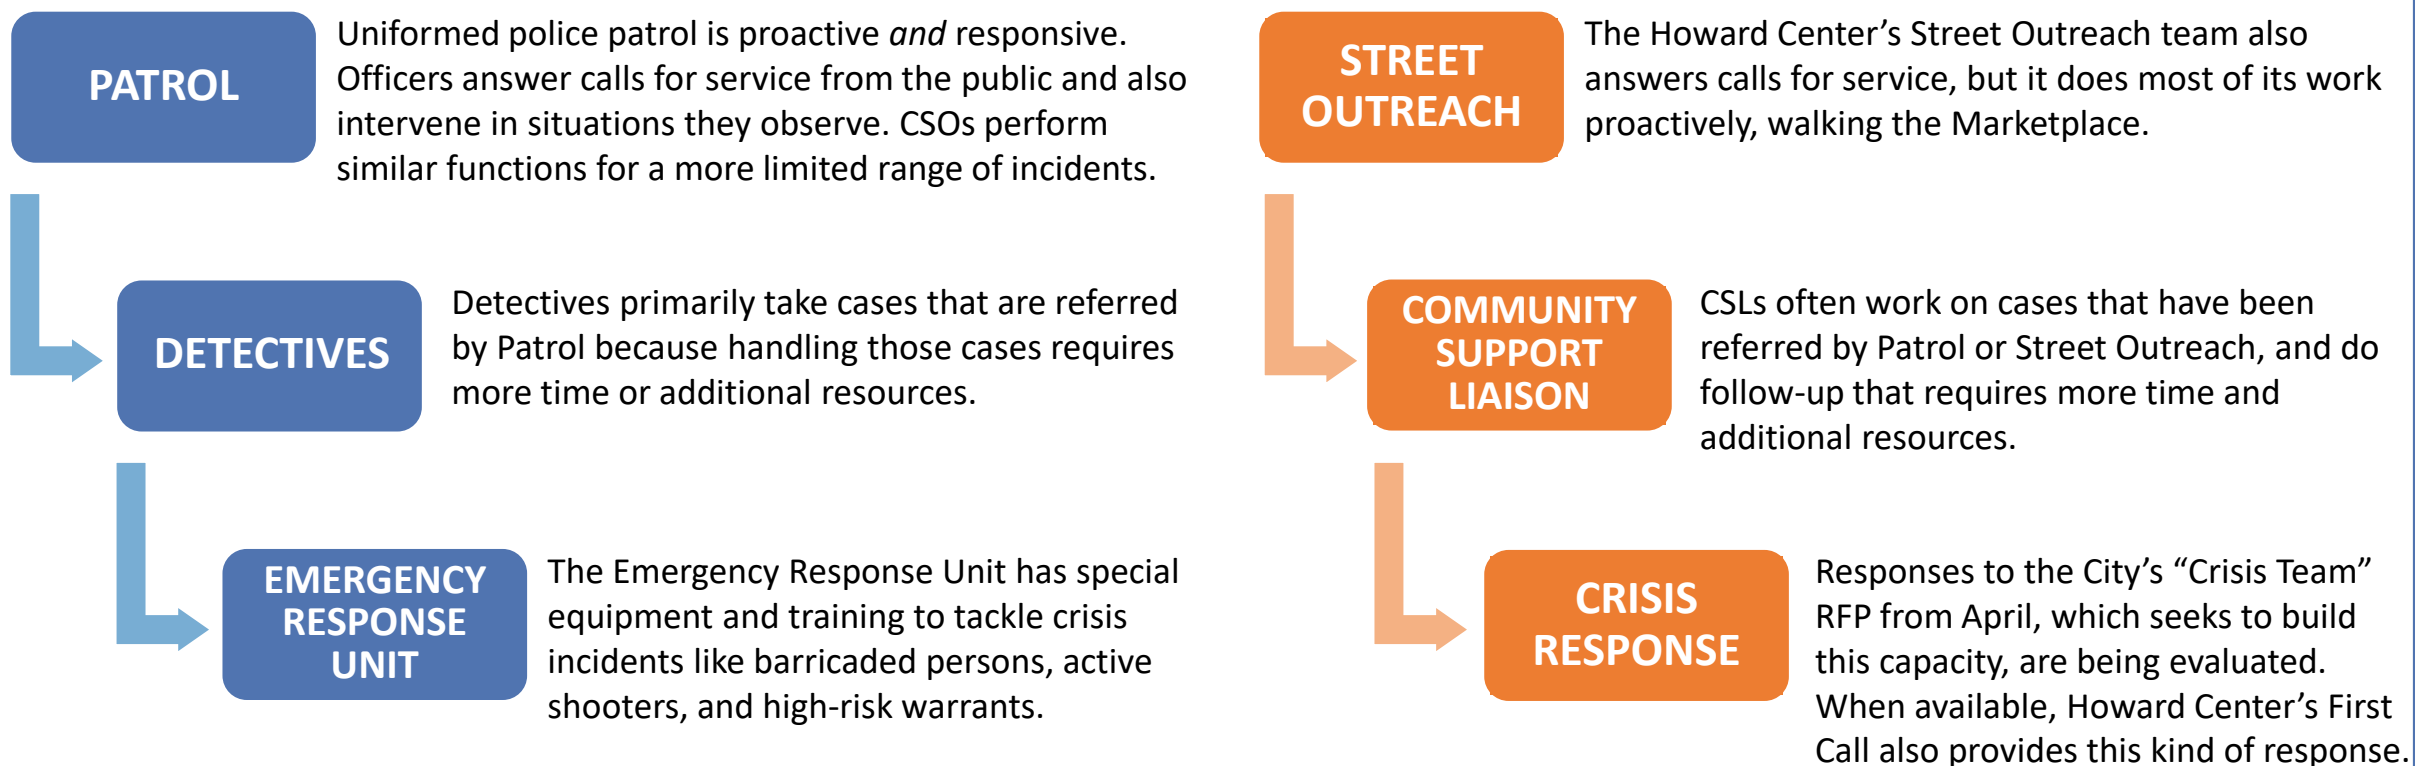 PATROL
Uniformed police patrol is proactive and responsive.
Officers answer calls for service from the public and also
intervene in situations they observe. CSOs perform
similar functions for a more limited range of incidents.
DETECTIVES
Detectives primarily take cases that are referred
by Patrol because handling those cases requires
more time or additional resources.
EMERGENCY
RESPONSE
UNIT
The Emergency Response Unit has special
equipment and training to tackle crisis
incidents like barricaded persons, active
shooters, and high-risk warrants.
STREET
OUTREACH
The Howard Center’s Street Outreach team also
answers calls for service, but it does most of its work
proactively, walking the Marketplace.
COMMUNITY
SUPPORT
LIAISON
CSLs often work on cases that have been
referred by Patrol or Street Outreach, and do
follow-up that requires more time and
additional resources.
CRISIS
RESPONSE
Responses to the City’s “Crisis Team”
RFP from April, which seeks to build
this capacity, are being evaluated.
When available, Howard Center’s First
Call also provides this kind of response.